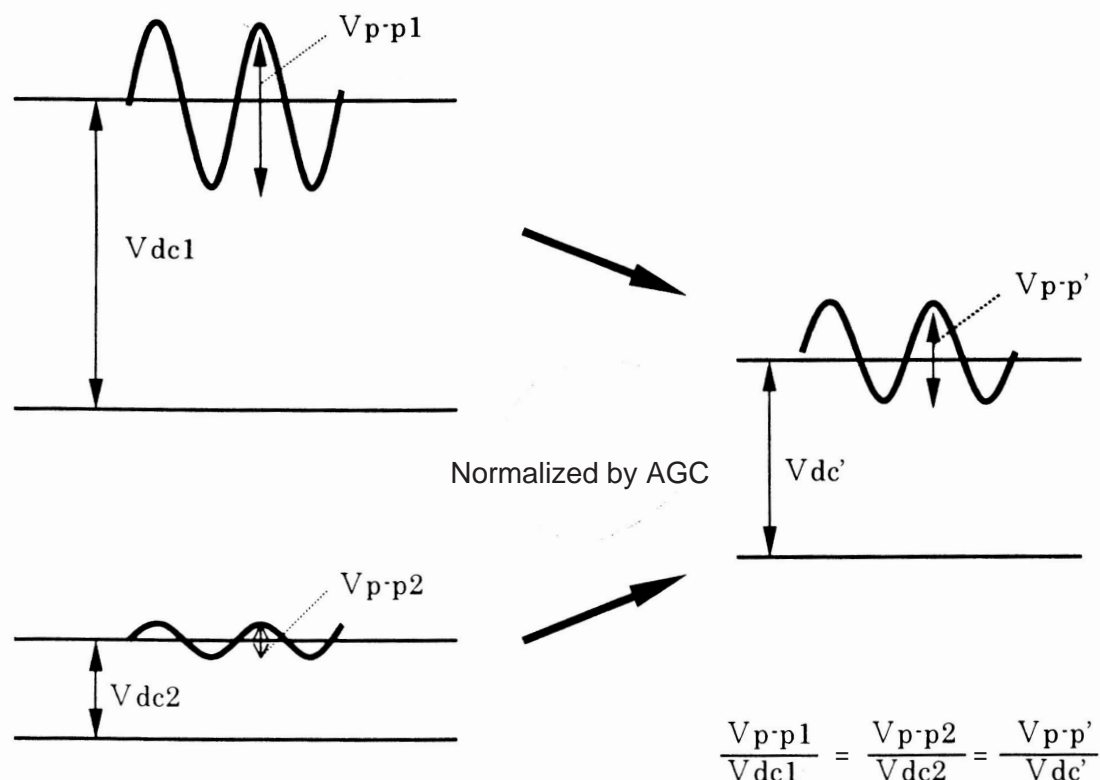 Vp-p1
Vdc1
Vp-p'
Normalized by AGC
Vdc'
Vp-p2
Vdc2
Vp-p1 / Vdc1 = Vp-p2 / Vdc2 = Vp-p' / Vdc'